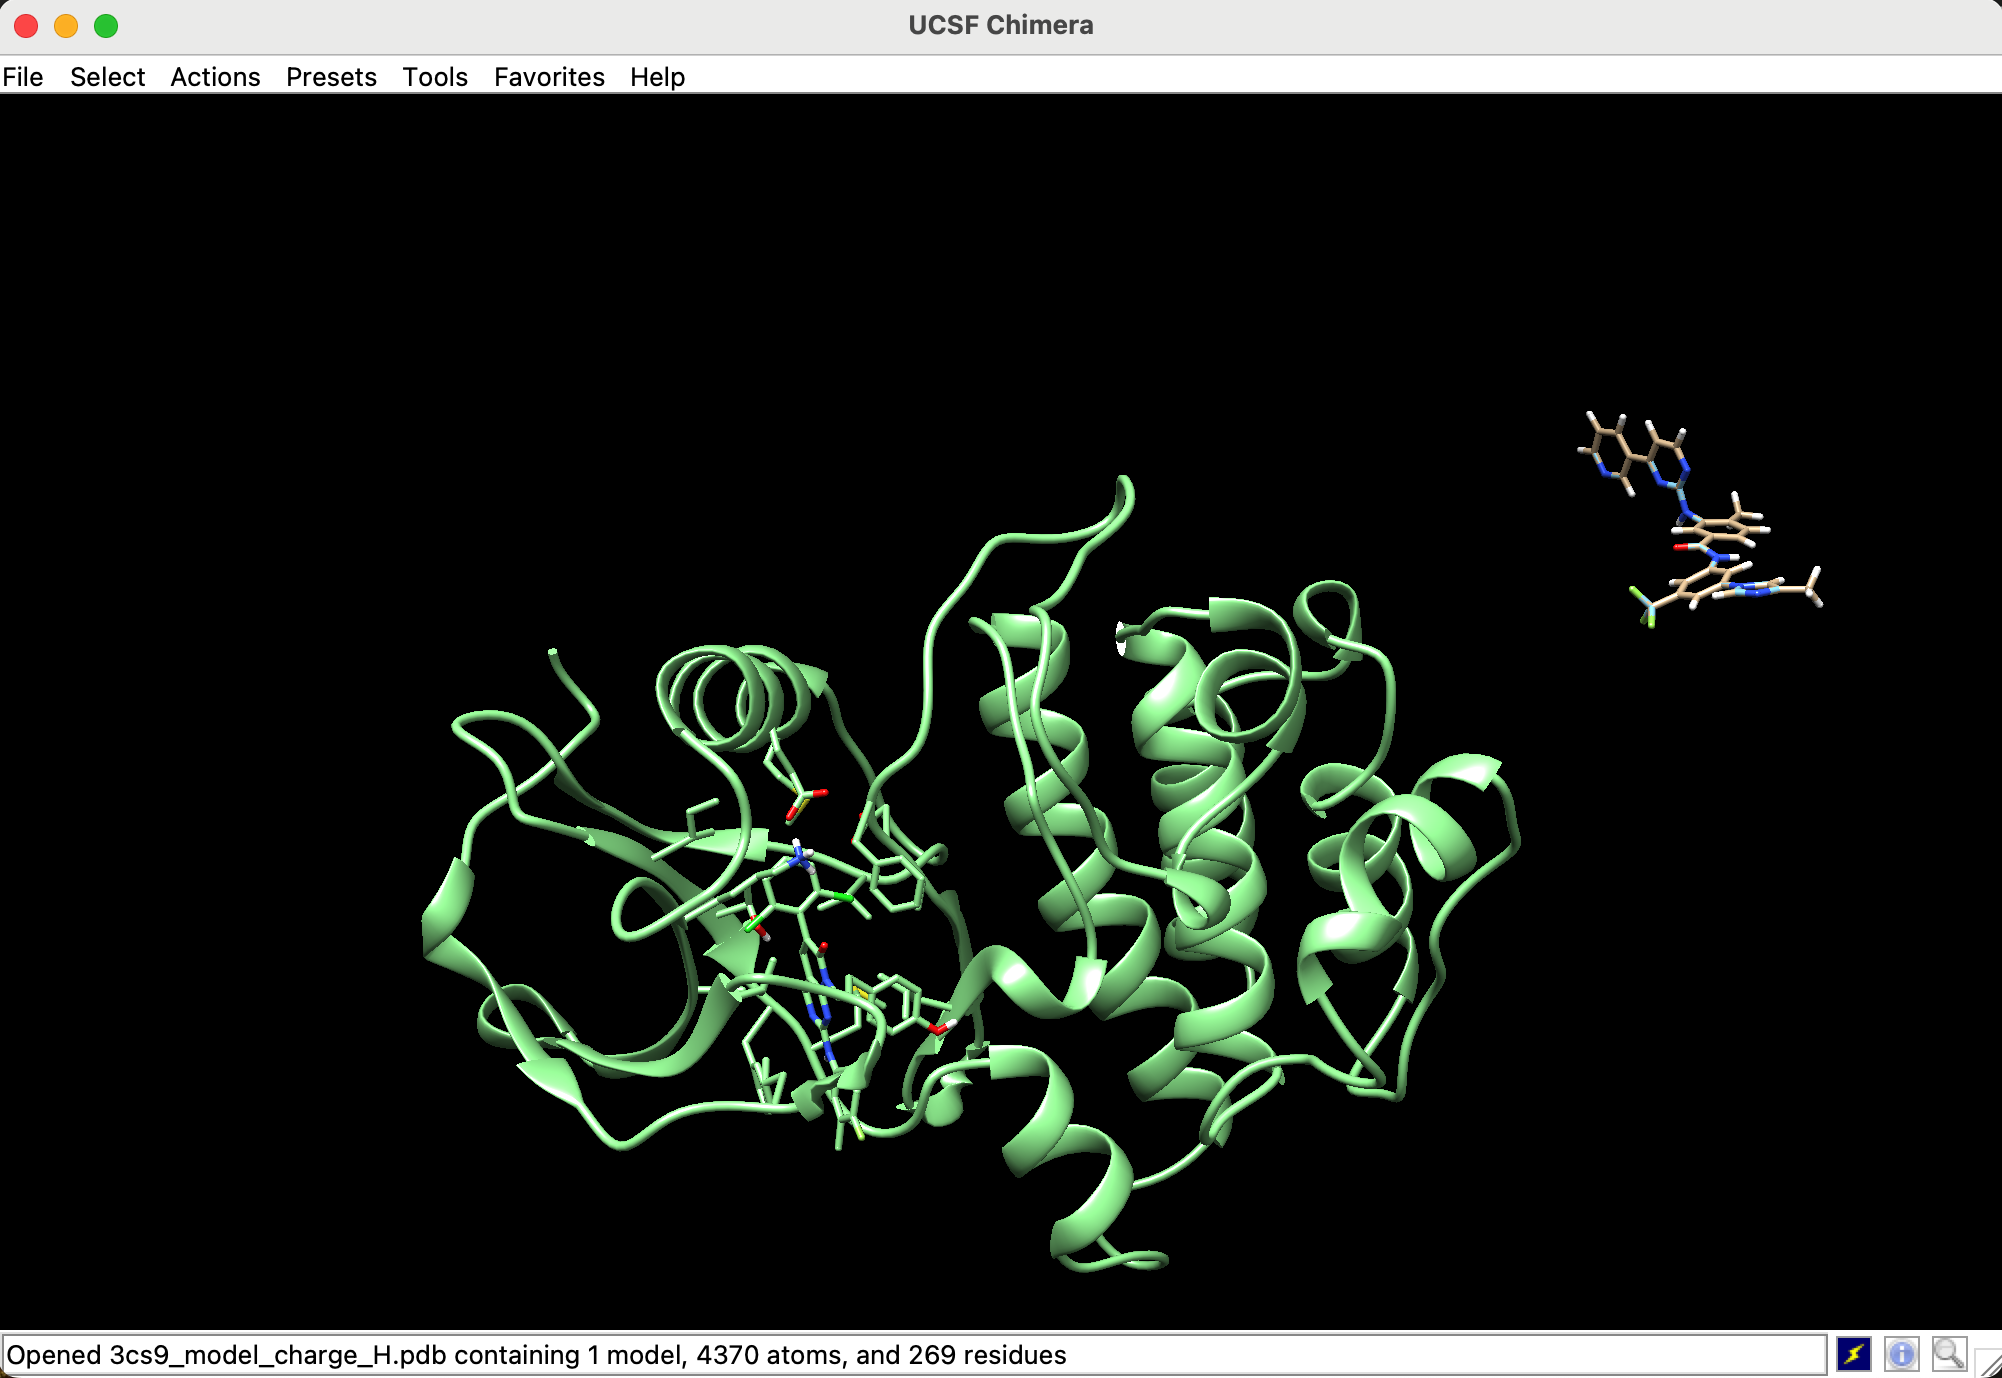 UCSF Chimera
File Select Actions Presets Tools Favorites Help
Opened 3cs9_model_charge_H.pdb containing 1 model, 4370 atoms, and 269 residues